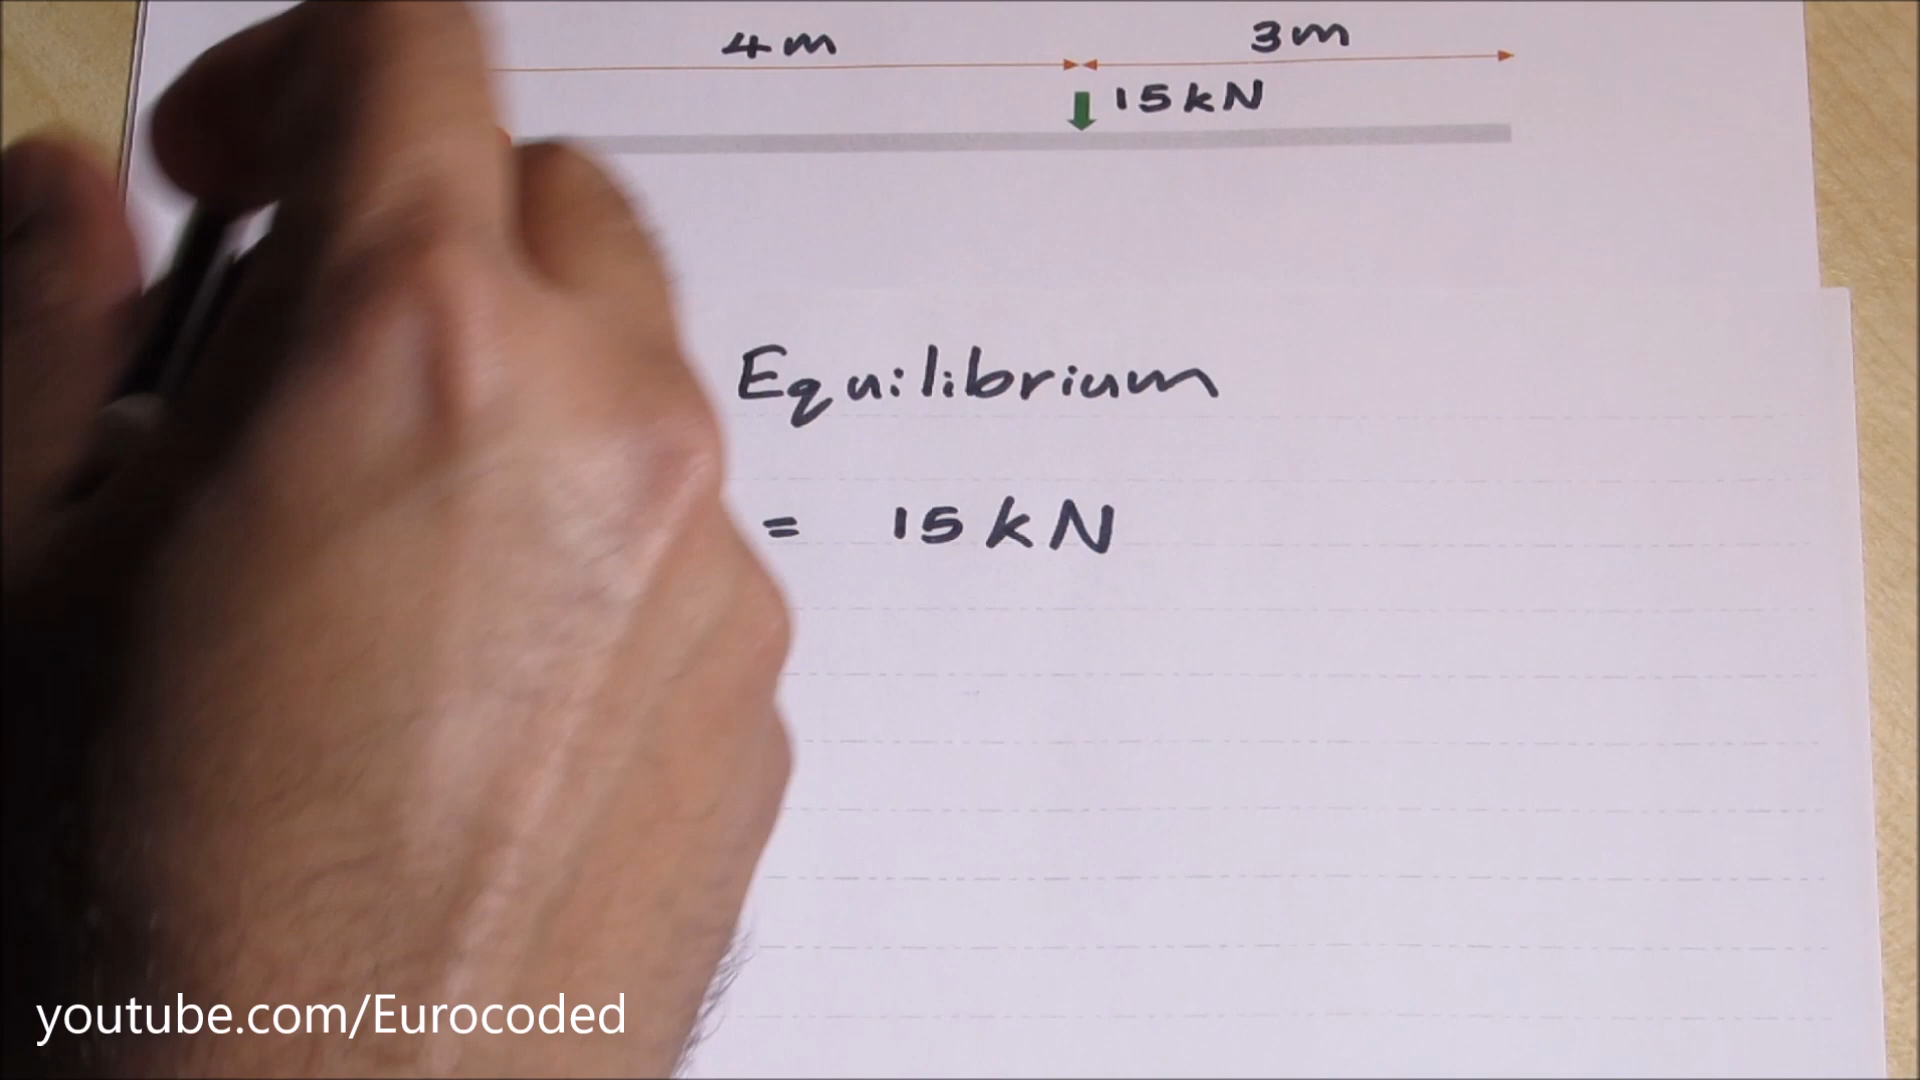 4m 3m
15kN
Equilibrium
= 15kN
youtube.com/Eurocoded